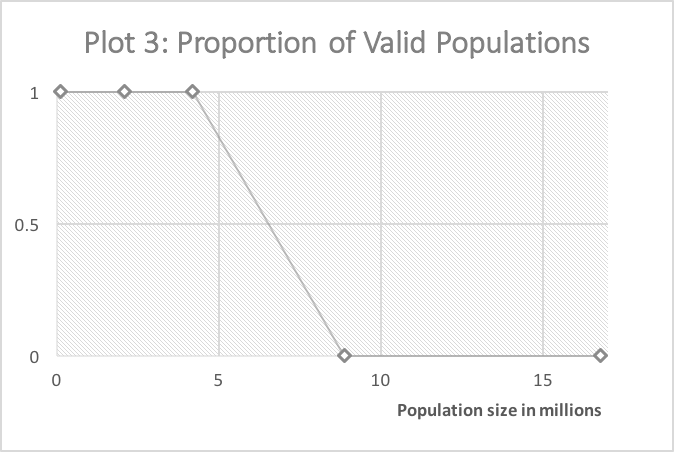 Plot 3: Proportion of Valid Populations
1
0.5
0
0 5 10 15
Population size in millions